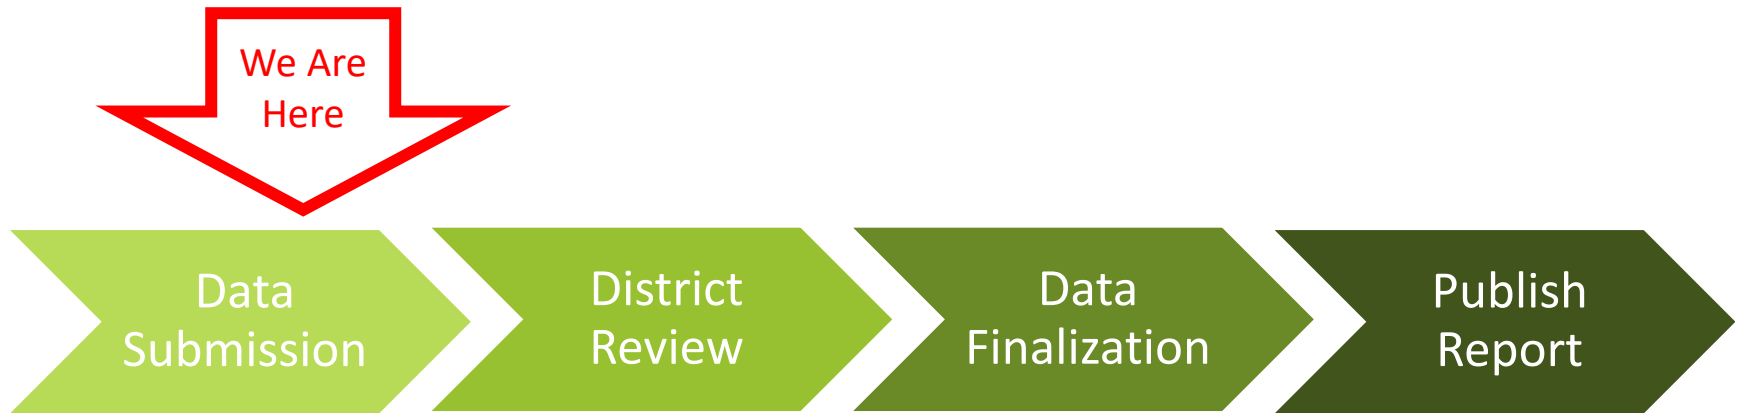 We Are
Here
Data
Submission
District
Review
Data
Finalization
Publish
Report